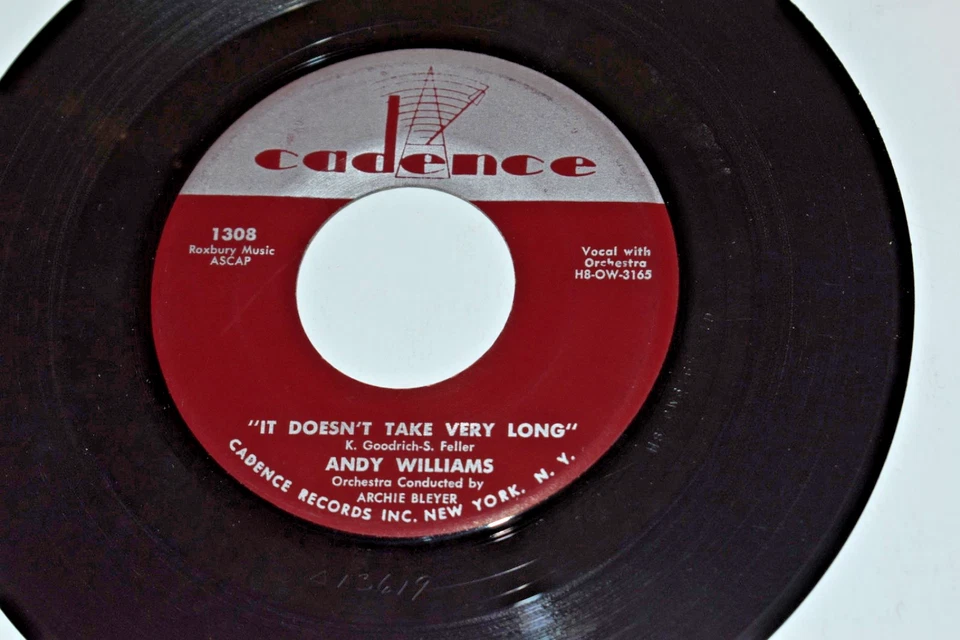 cadence
1308
Roxbury Music
ASCAP
Vocal with
Orchestra
H8-OW-3165
"IT DOESN'T TAKE VERY LONG"
K. Goodrich-S. Feller
ANDY WILLIAMS
Orchestra Conducted by
ARCHIE BLEYER
CADENCE RECORDS INC. NEW YORK, N. Y.
13619